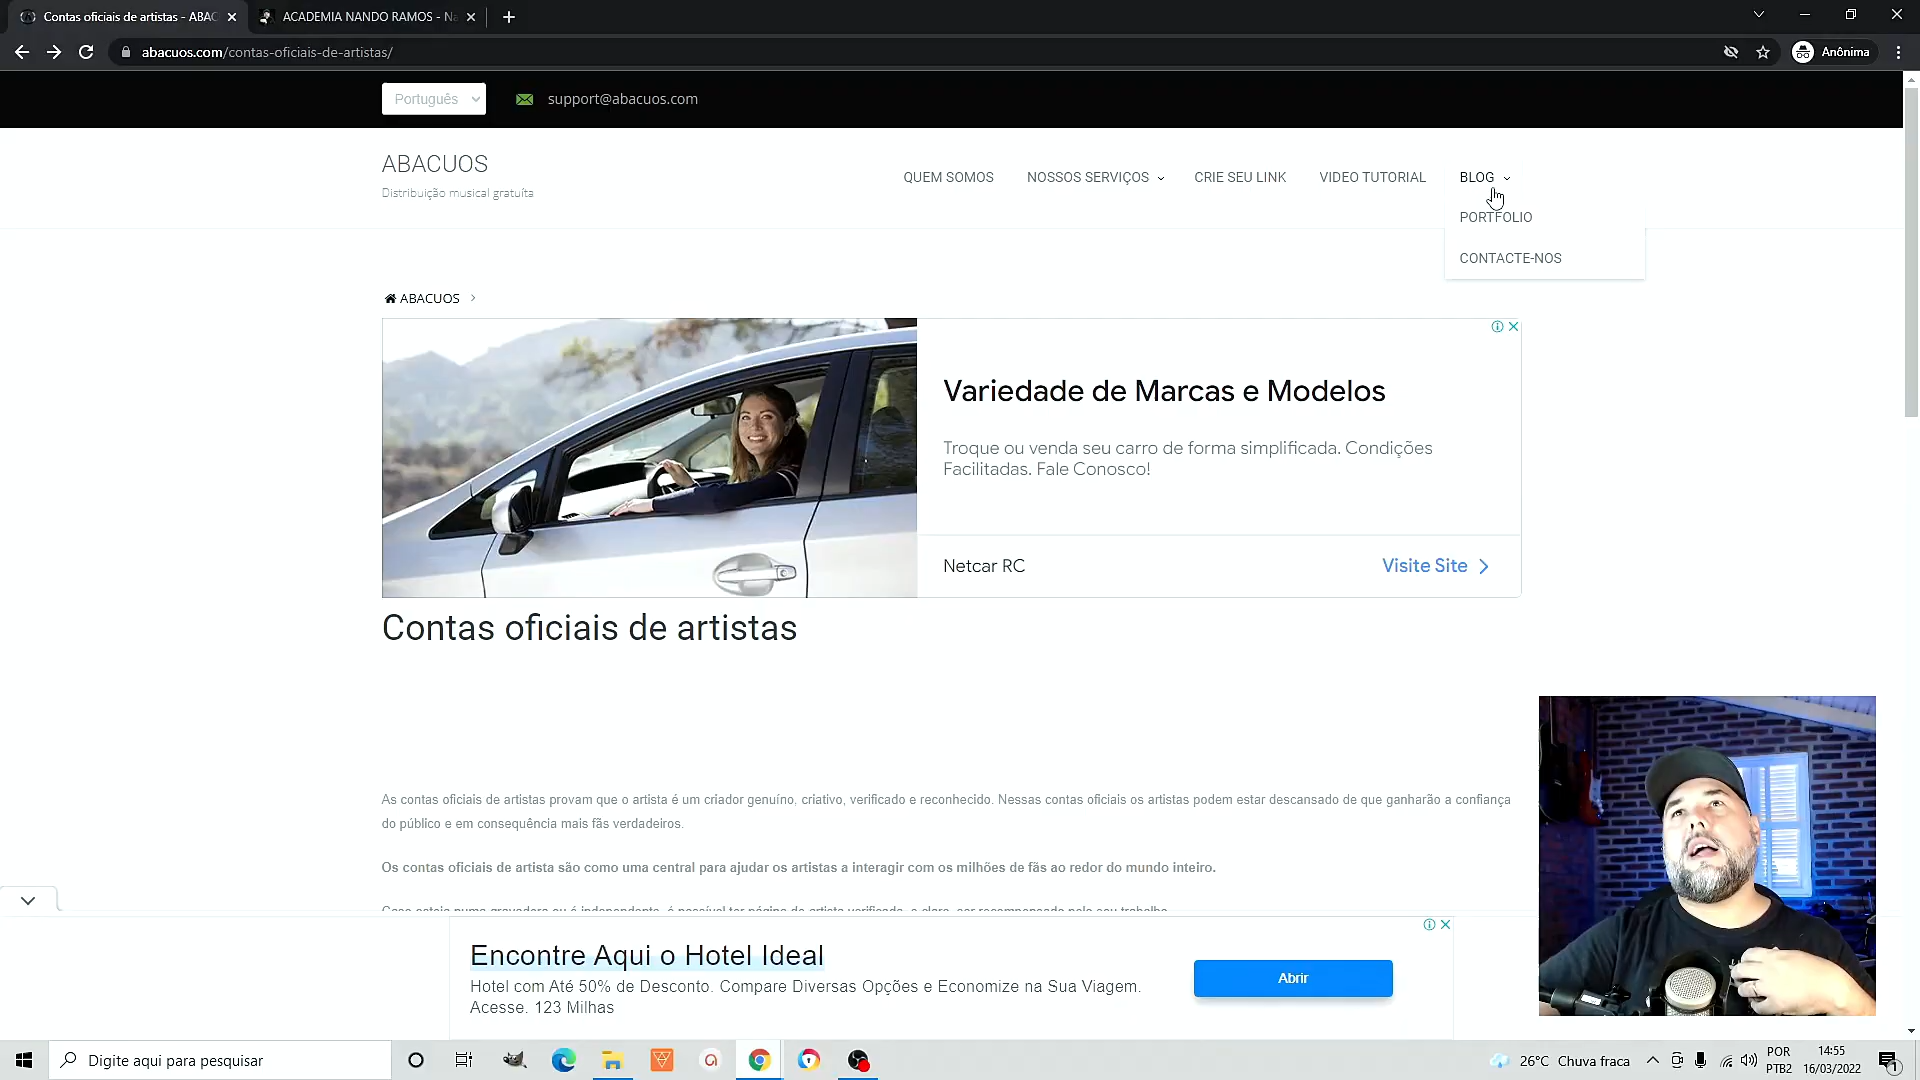 Contas oficiais de artistas - ABAC
ACADEMIA NANDO RAMOS - Na
abacuos.com/contas-oficiais-de-artistas/
Anônima
Português
support@abacuos.com
ABACUOS
Distribuição musical gratuíta
QUEM SOMOS
NOSSOS SERVIÇOS
CRIE SEU LINK
VIDEO TUTORIAL
BLOG
PORTFOLIO
CONTACTE-NOS
ABACUOS
Variedade de Marcas e Modelos
Troque ou venda seu carro de forma simplificada. Condições
Facilitadas. Fale Conosco!
Netcar RC
Visite Site
Contas oficiais de artistas
As contas oficiais de artistas provam que o artista é um criador genuíno, criativo, verificado e reconhecido. Nessas contas oficiais os artistas podem estar descansado de que ganharão a confiança
do público e em consequência mais fãs verdadeiros.
Os contas oficiais de artista são como uma central para ajudar os artistas a interagir com os milhões de fãs ao redor do mundo inteiro.
Encontre Aqui o Hotel Ideal
Hotel com Até 50% de Desconto. Compare Diversas Opções e Economize na Sua Viagem.
Acesse. 123 Milhas
Abrir
Digite aqui para pesquisar
26°C Chuva fraca
POR
PTB2
14:55
16/03/2022
1